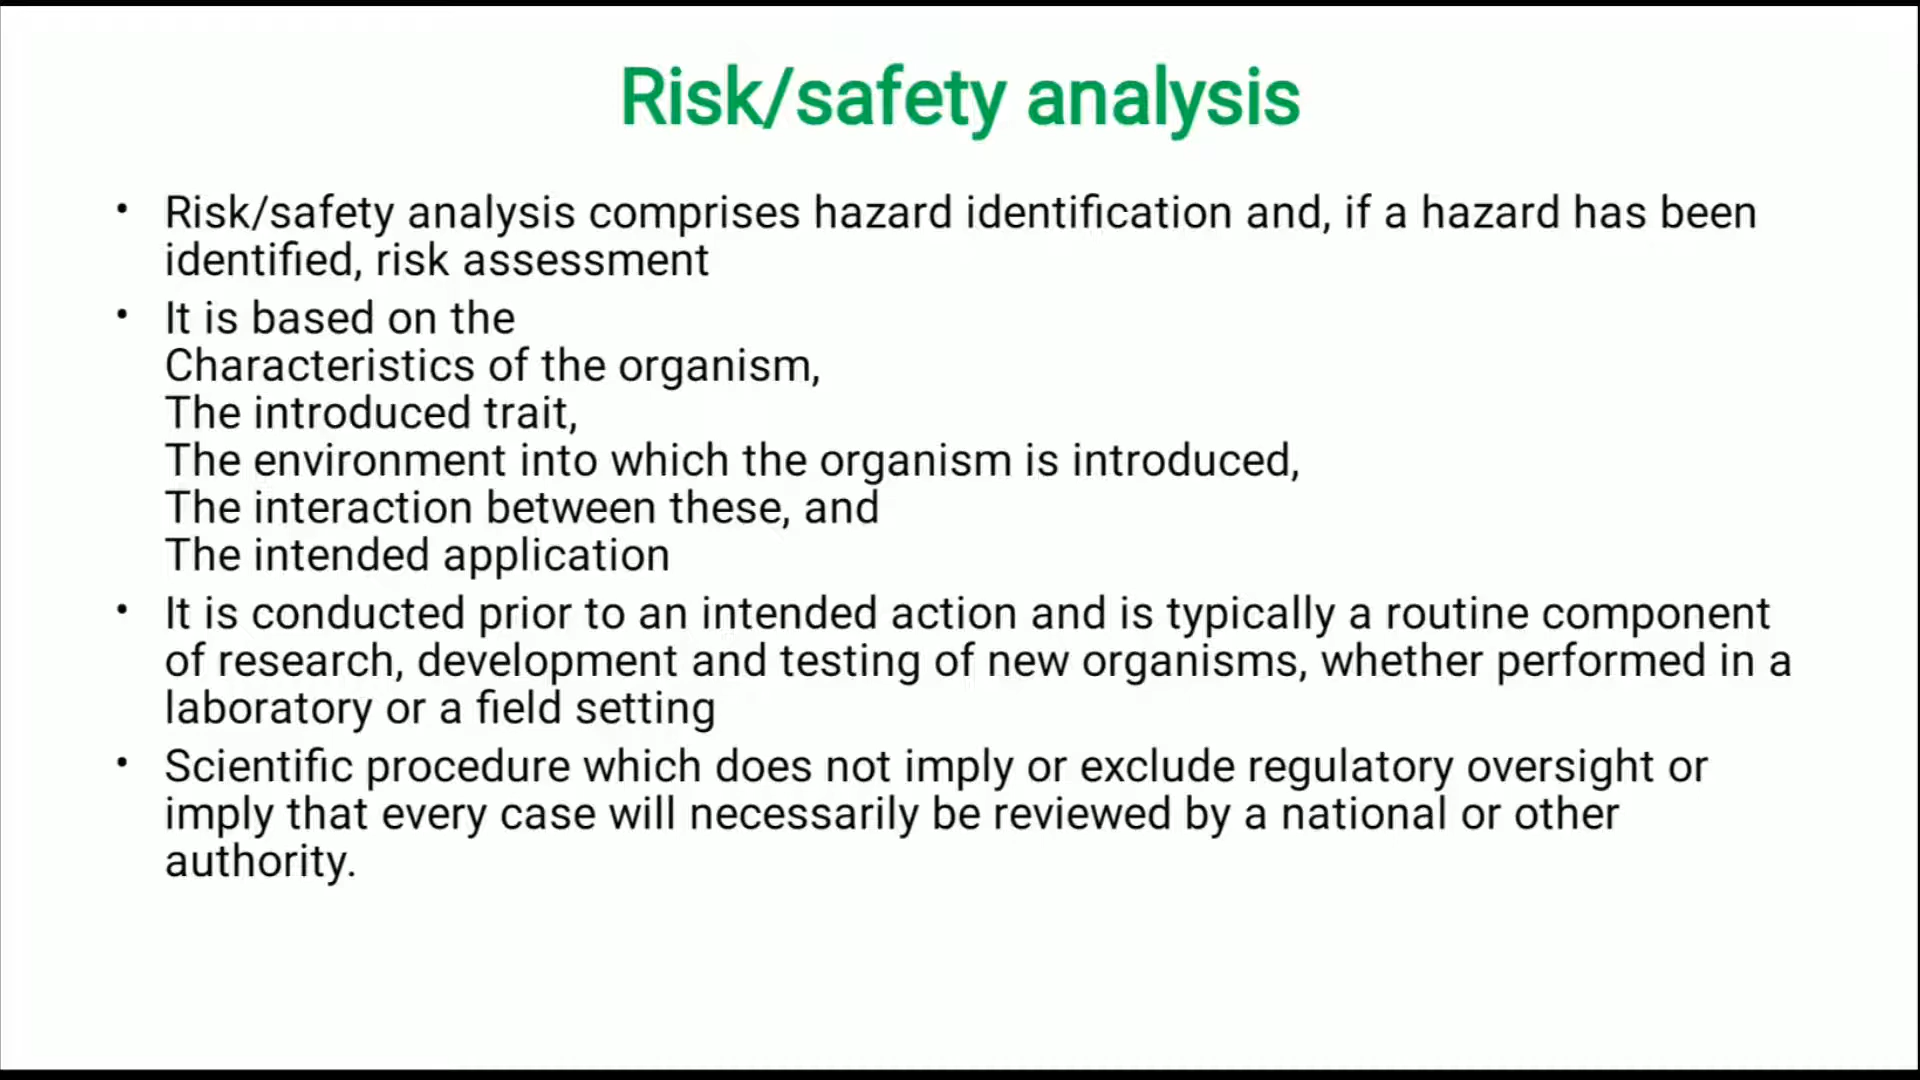 Risk/safety analysis
• Risk/safety analysis comprises hazard identification and, if a hazard has been
identified, risk assessment
• It is based on the
Characteristics of the organism,
The introduced trait,
The environment into which the organism is introduced,
The interaction between these, and
The intended application
• It is conducted prior to an intended action and is typically a routine component
of research, development and testing of new organisms, whether performed in a
laboratory or a field setting
• Scientific procedure which does not imply or exclude regulatory oversight or
imply that every case will necessarily be reviewed by a national or other
authority.